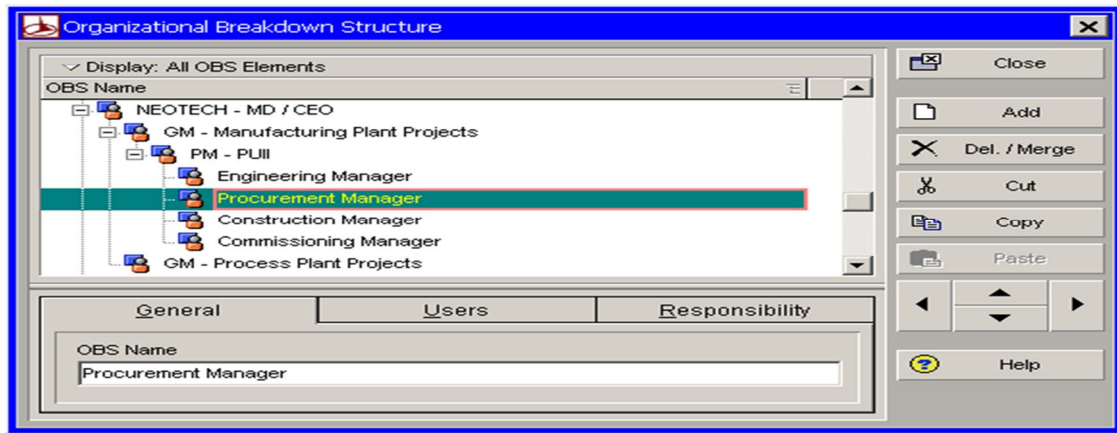 Organizational Breakdown Structure
Display: All OBS Elements
OBS Name
NEOTECH - MD / CEO
GM - Manufacturing Plant Projects
PM - PUII
Engineering Manager
Procurement Manager
Construction Manager
Commissioning Manager
GM - Process Plant Projects
General
Users
Responsibility
OBS Name
Procurement Manager
Close
Add
Del. / Merge
Cut
Copy
Paste
Help